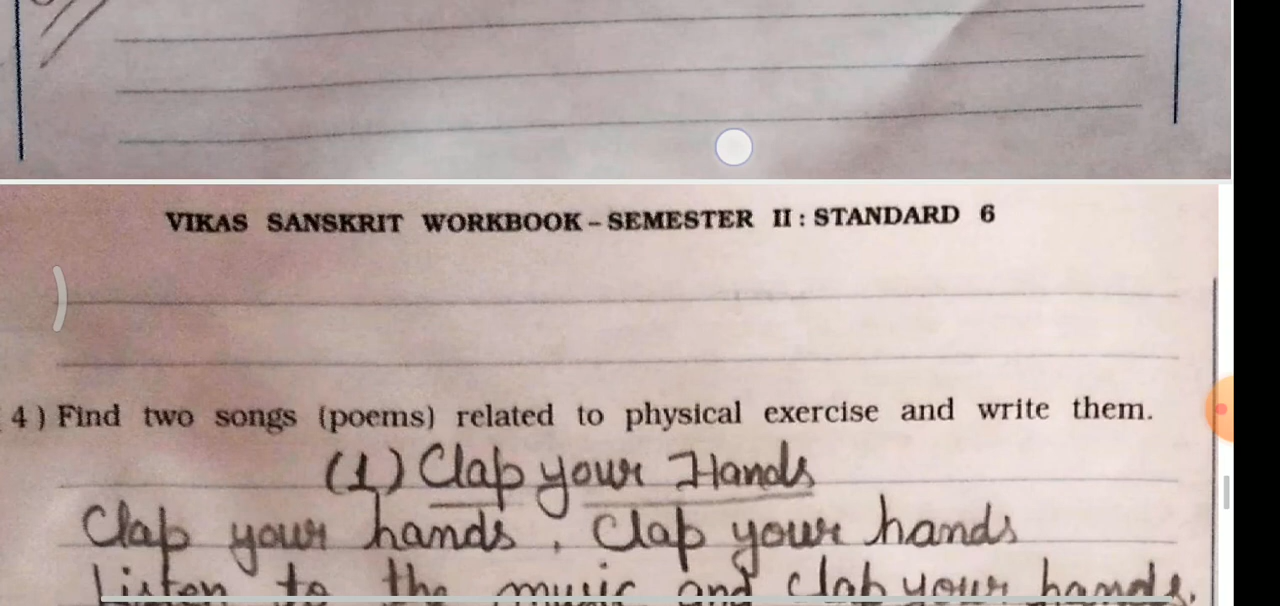 VIKAS SANSKRIT WORKBOOK – SEMESTER II : STANDARD 6
4 ) Find two songs (poems) related to physical exercise and write them.
(1) Clap your Hands
Clap your hands, Clap your hands
Listen to the music and clap your hands.